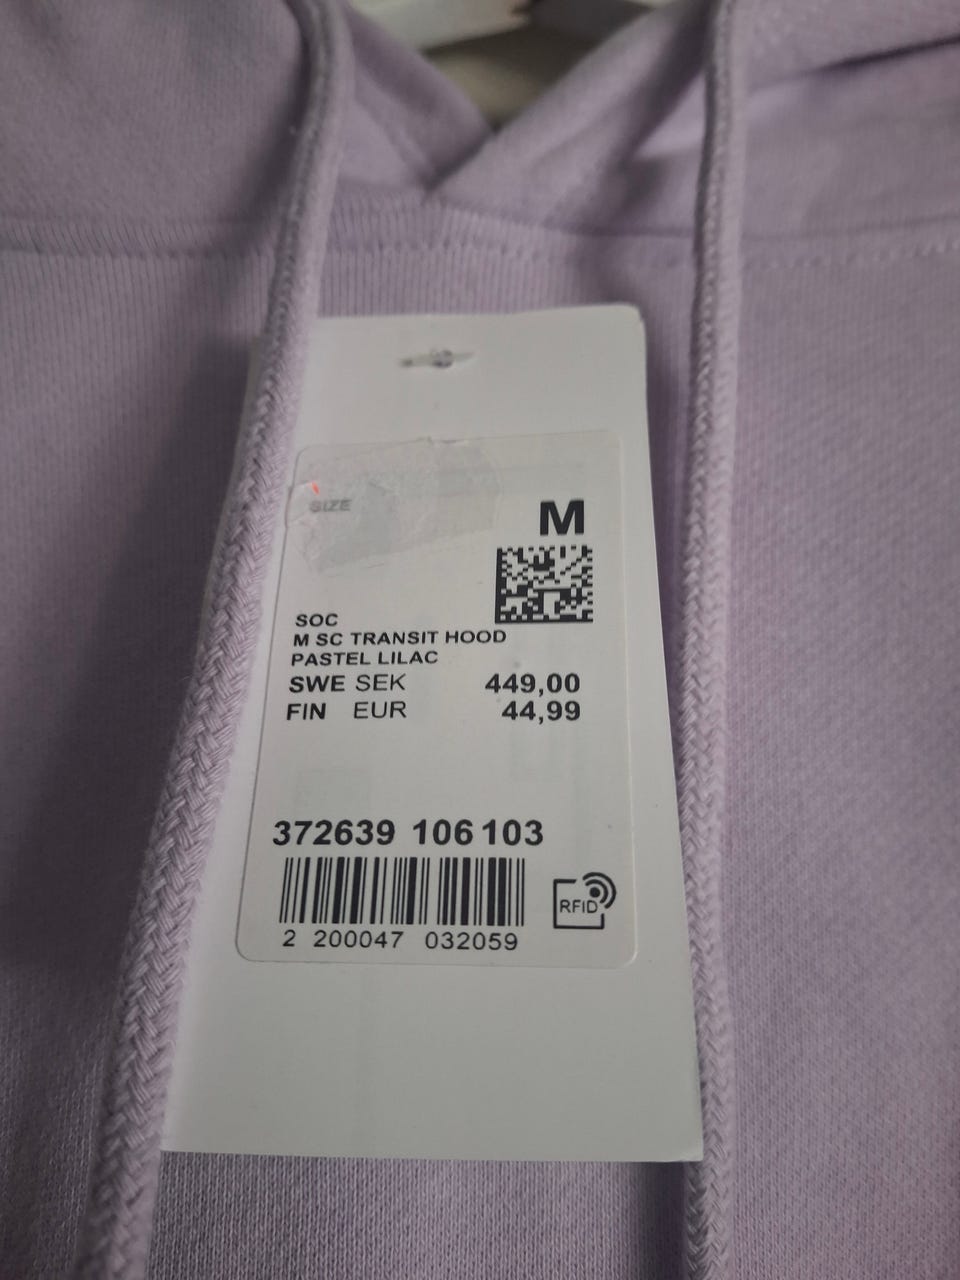 SIZE
M
SOC
M SC TRANSIT HOOD
PASTEL LILAC
SWE SEK 449,00
FIN EUR 44,99
372639 106 103
RFID
2 200047 032059